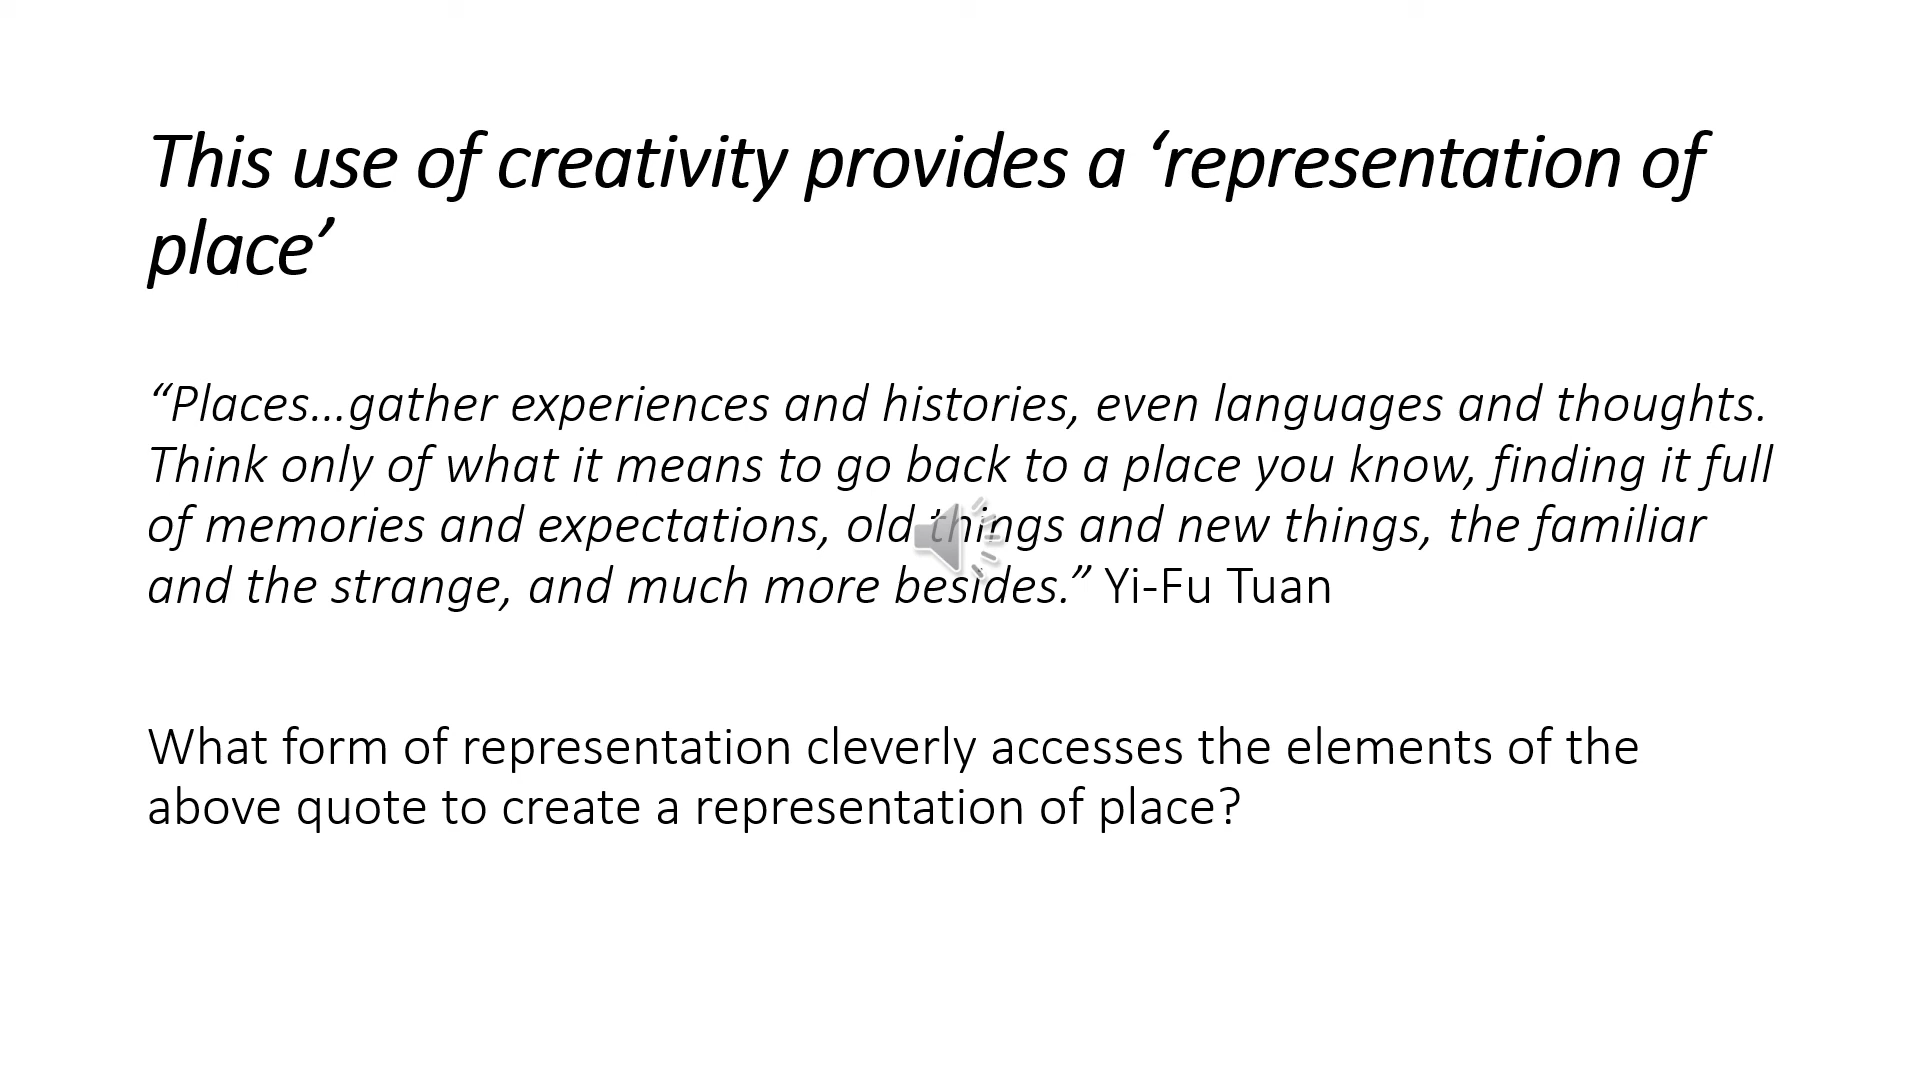 This use of creativity provides a ‘representation of
place’
“Places…gather experiences and histories, even languages and thoughts.
Think only of what it means to go back to a place you know, finding it full
of memories and expectations, old things and new things, the familiar
and the strange, and much more besides.” Yi-Fu Tuan
What form of representation cleverly accesses the elements of the
above quote to create a representation of place?